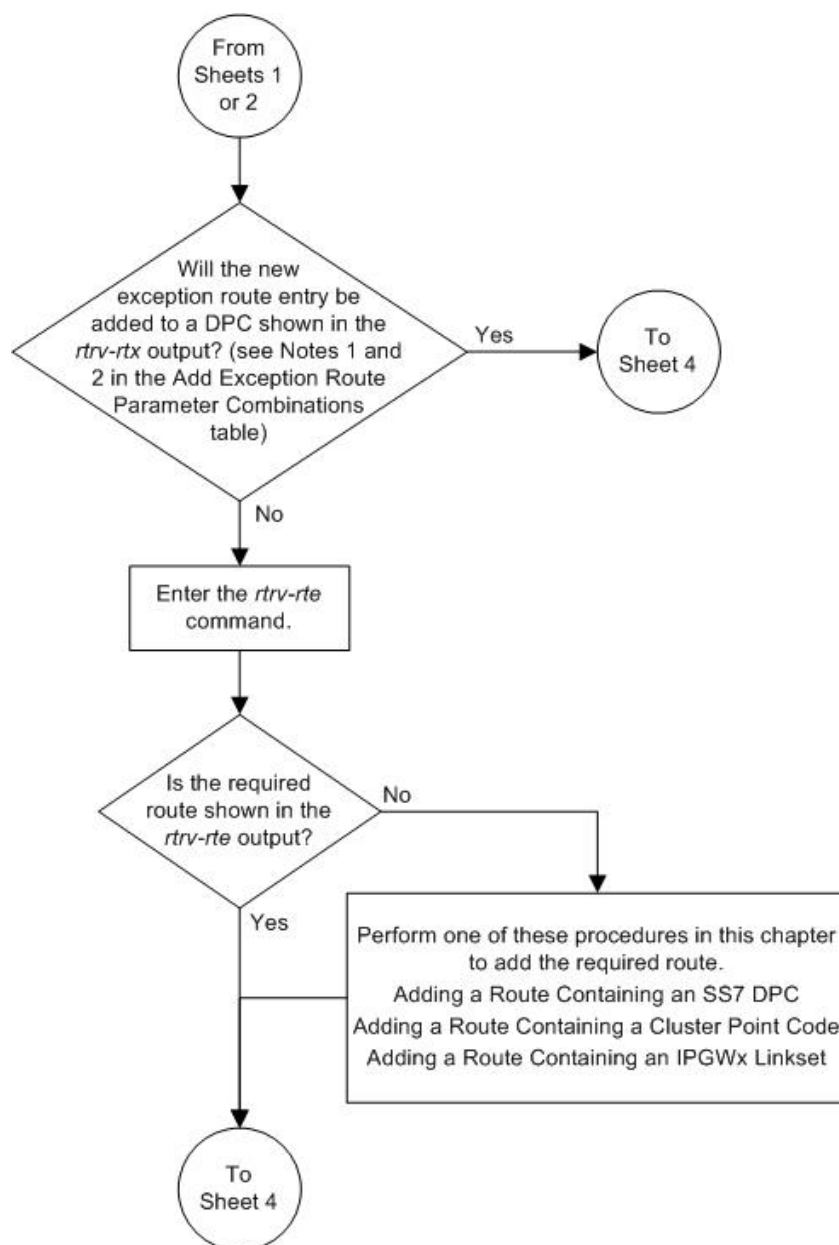 From
Sheets 1
or 2
Will the new
exception route entry be
added to a DPC shown in the
rtrv-rtx output? (see Notes 1 and
2 in the Add Exception Route
Parameter Combinations
table)
Yes
To
Sheet 4
No
Enter the rtrv-rte
command.
Is the required
route shown in the
rtrv-rte output?
No
Yes
Perform one of these procedures in this chapter
to add the required route.
Adding a Route Containing an SS7 DPC
Adding a Route Containing a Cluster Point Code
Adding a Route Containing an IPGWx Linkset
To
Sheet 4